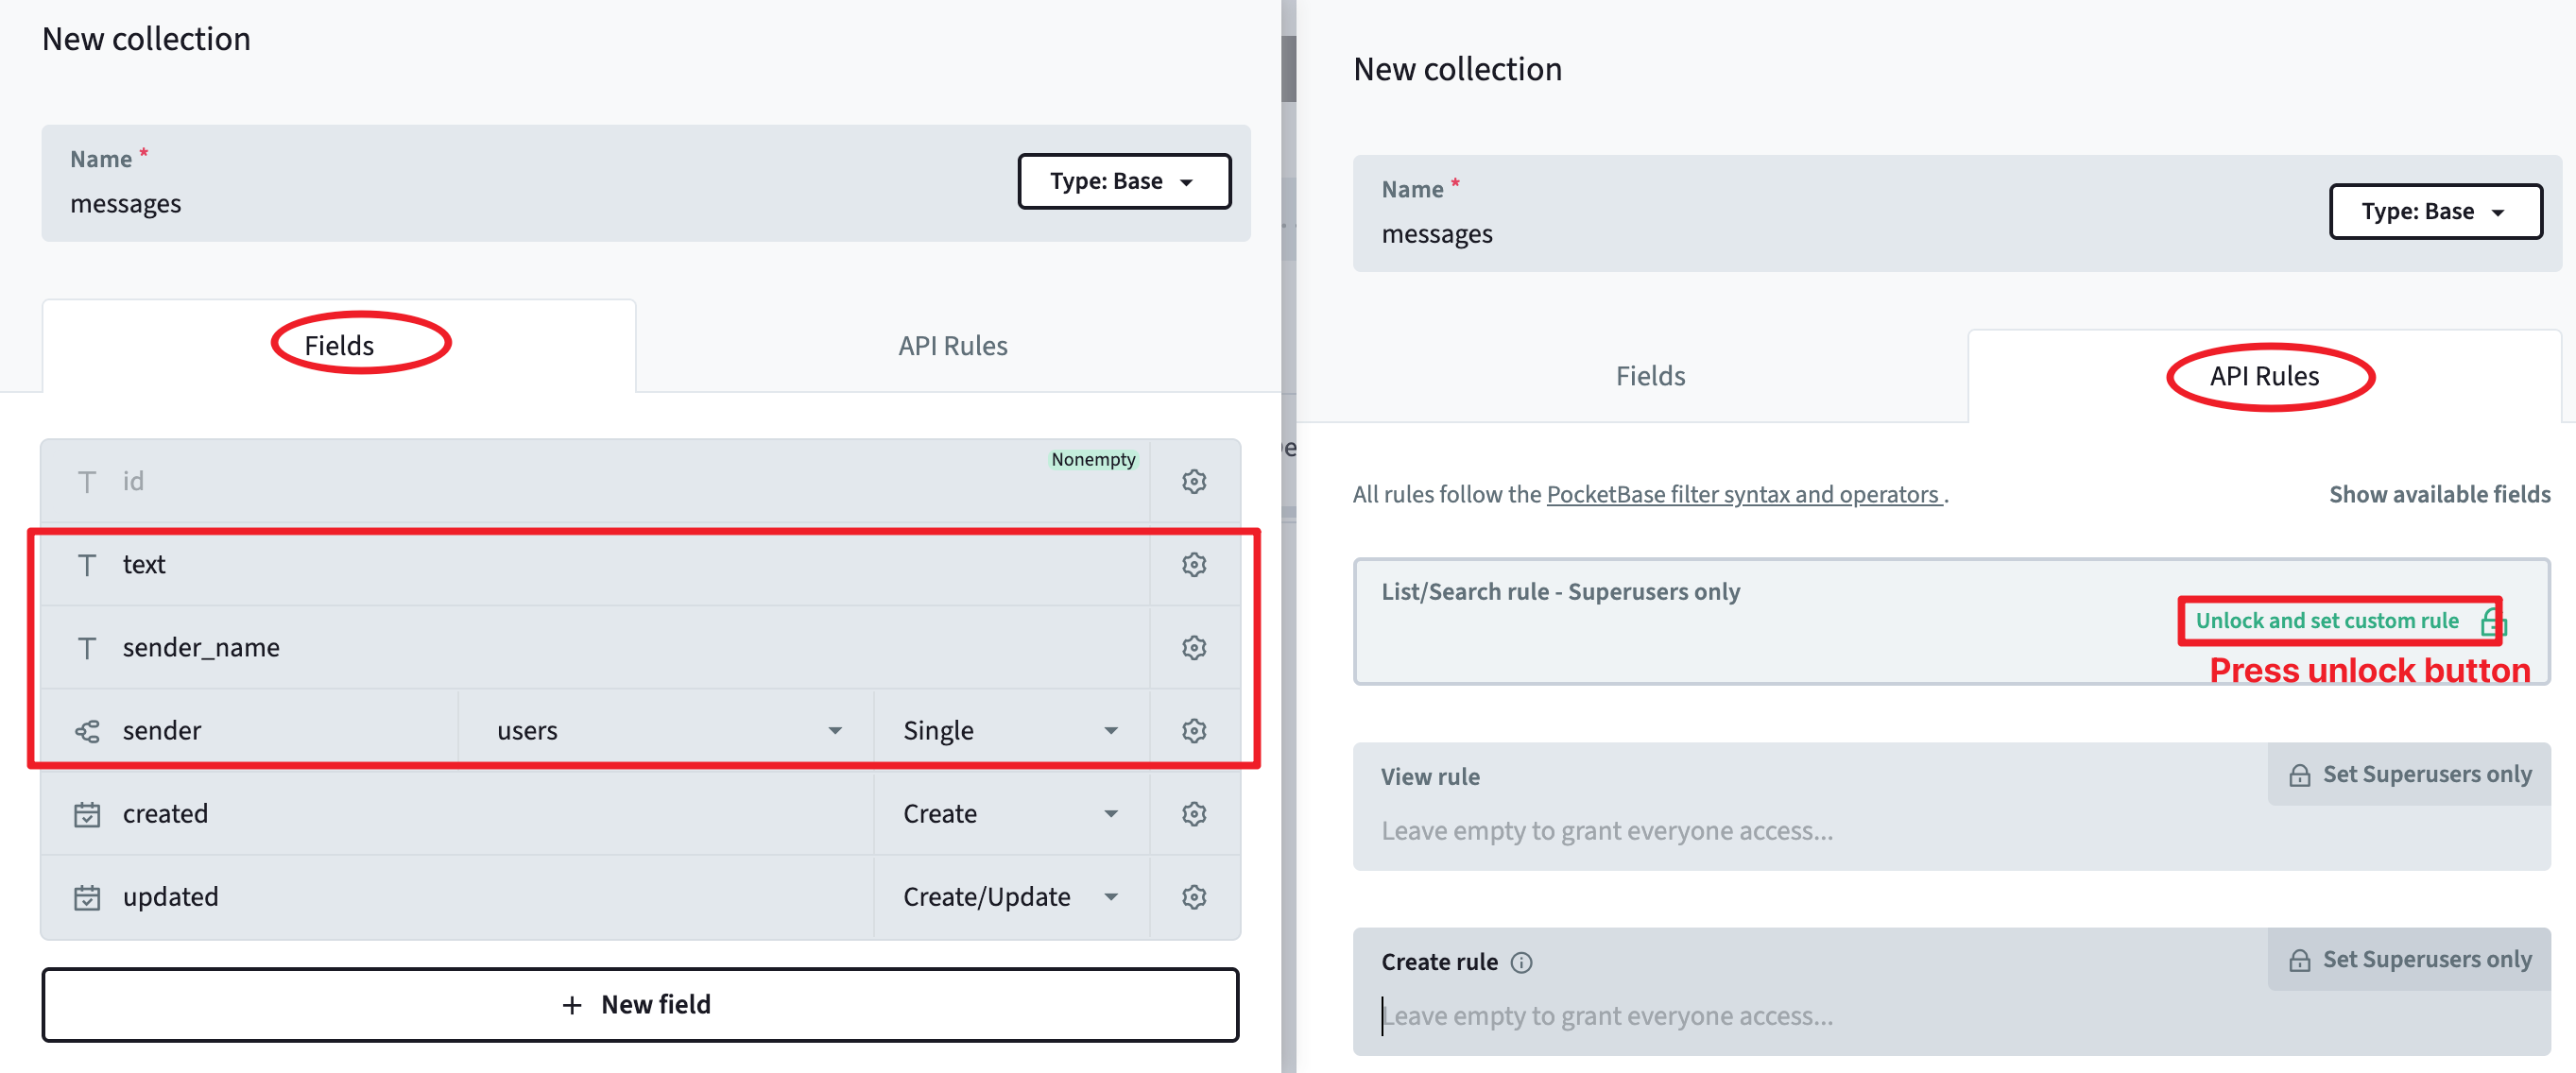 New collection
Name *
messages
Type: Base
Fields
API Rules
id
Nonempty
text
sender_name
sender
users
Single
created
Create
updated
Create/Update
+ New field
New collection
Name *
messages
Type: Base
Fields
API Rules
All rules follow the PocketBase filter syntax and operators .
Show available fields
List/Search rule - Superusers only
Unlock and set custom rule
Press unlock button
View rule
Set Superusers only
Leave empty to grant everyone access...
Create rule
Set Superusers only
Leave empty to grant everyone access...